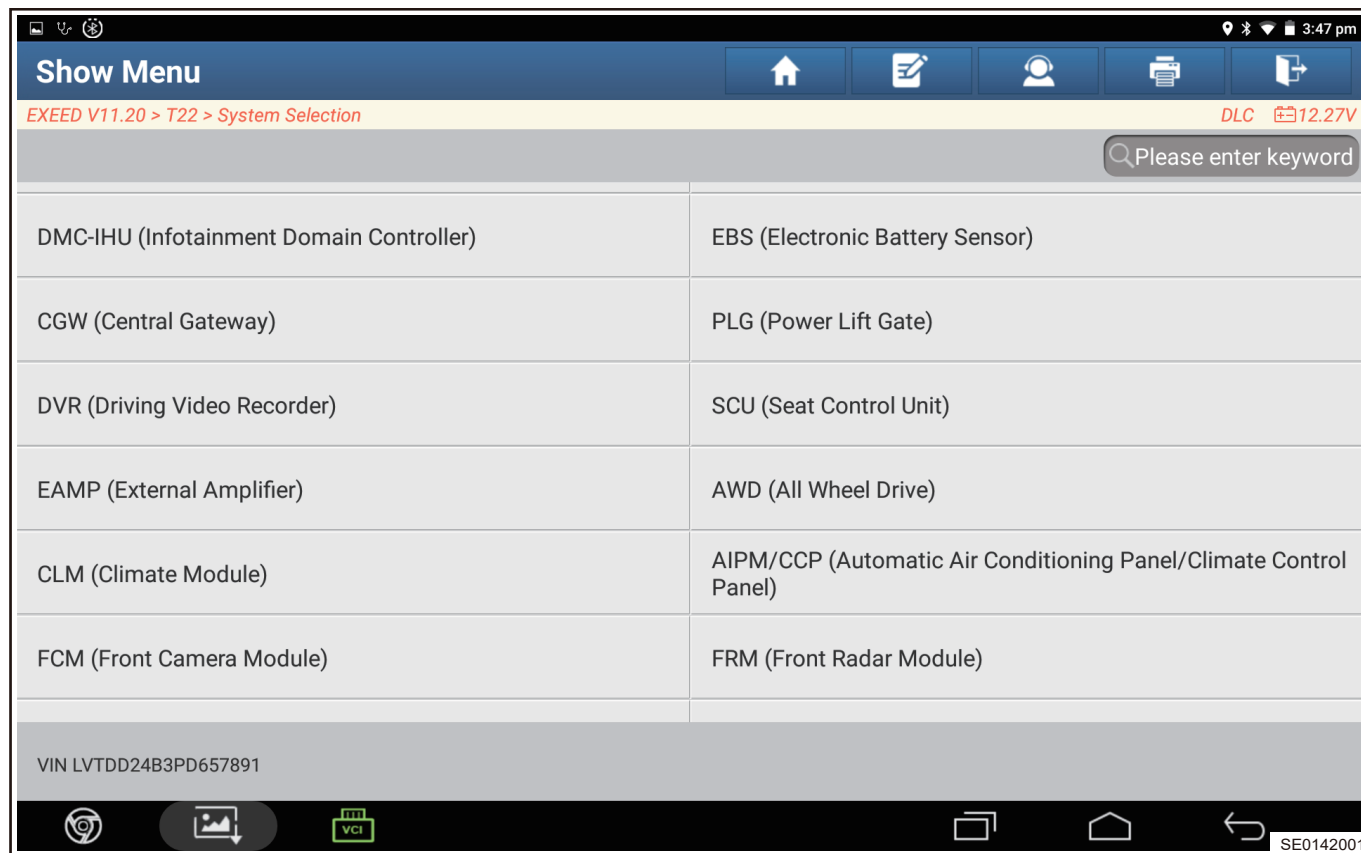 3:47 pm
Show Menu
EXEED V11.20 > T22 > System Selection
DLC 12.27V
Please enter keyword
DMC-IHU (Infotainment Domain Controller)
EBS (Electronic Battery Sensor)
CGW (Central Gateway)
PLG (Power Lift Gate)
DVR (Driving Video Recorder)
SCU (Seat Control Unit)
EAMP (External Amplifier)
AWD (All Wheel Drive)
CLM (Climate Module)
AIPM/CCP (Automatic Air Conditioning Panel/Climate Control
Panel)
FCM (Front Camera Module)
FRM (Front Radar Module)
VIN LVTDD24B3PD657891
VCI
SE0142001